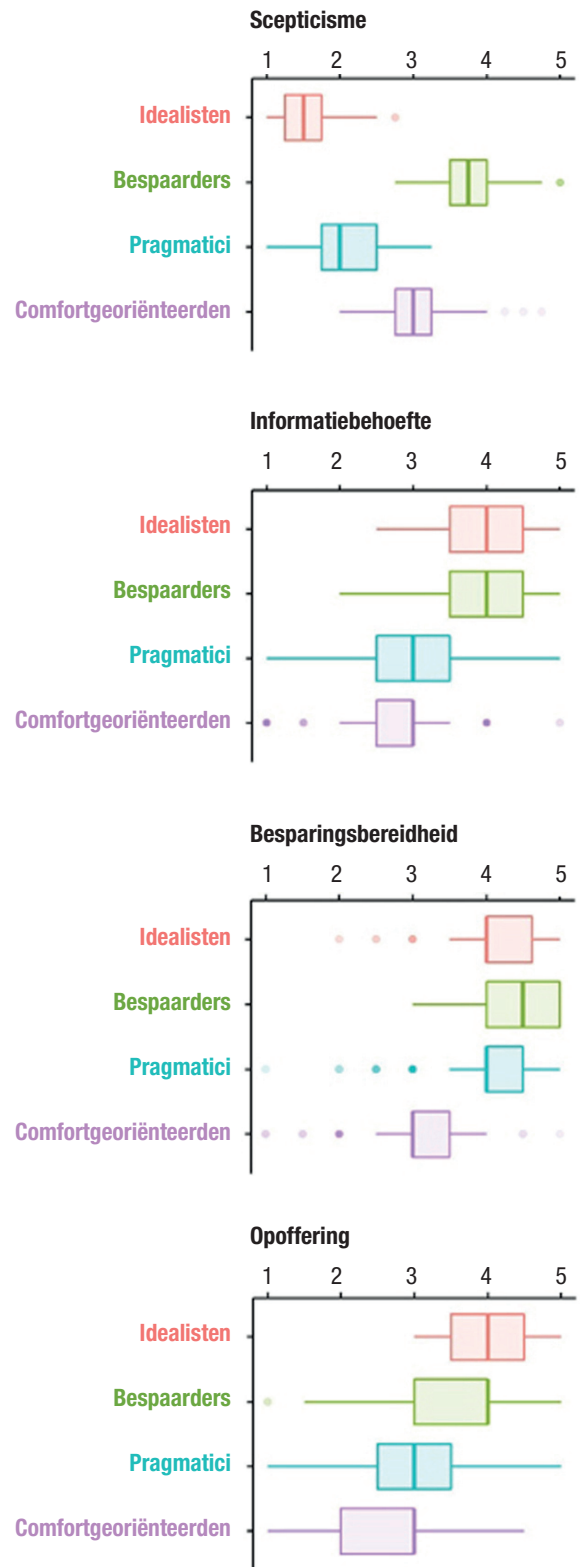 Scepticisme
1 2 3 4 5
Idealisten
Bespaarders
Pragmatici
Comfortgeoriënteerden
Informatiebehoefte
1 2 3 4 5
Idealisten
Bespaarders
Pragmatici
Comfortgeoriënteerden
Besparingsbereidheid
1 2 3 4 5
Idealisten
Bespaarders
Pragmatici
Comfortgeoriënteerden
Opoffering
1 2 3 4 5
Idealisten
Bespaarders
Pragmatici
Comfortgeoriënteerden